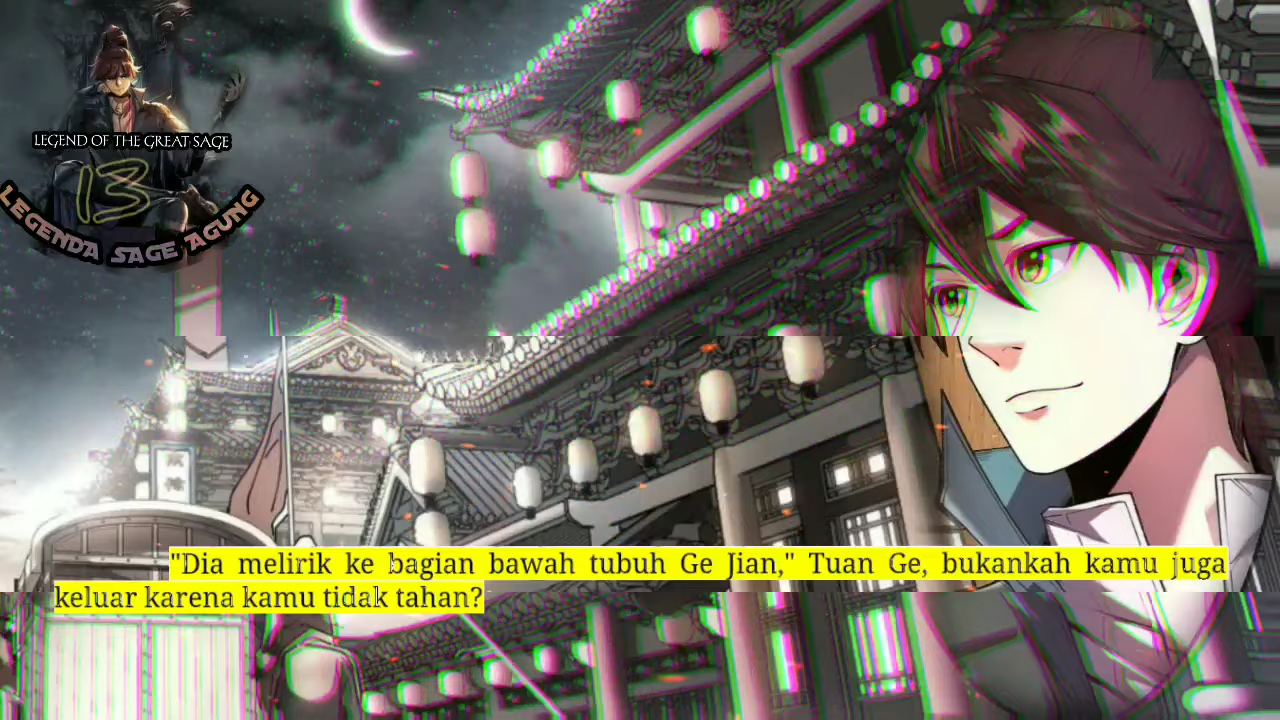 LEGEND OF THE GREAT SAGE
13
LEGENDA SAGE AGUNG
"Dia melirik ke bagian bawah tubuh Ge Jian," Tuan Ge, bukankah kamu juga
keluar karena kamu tidak tahan?